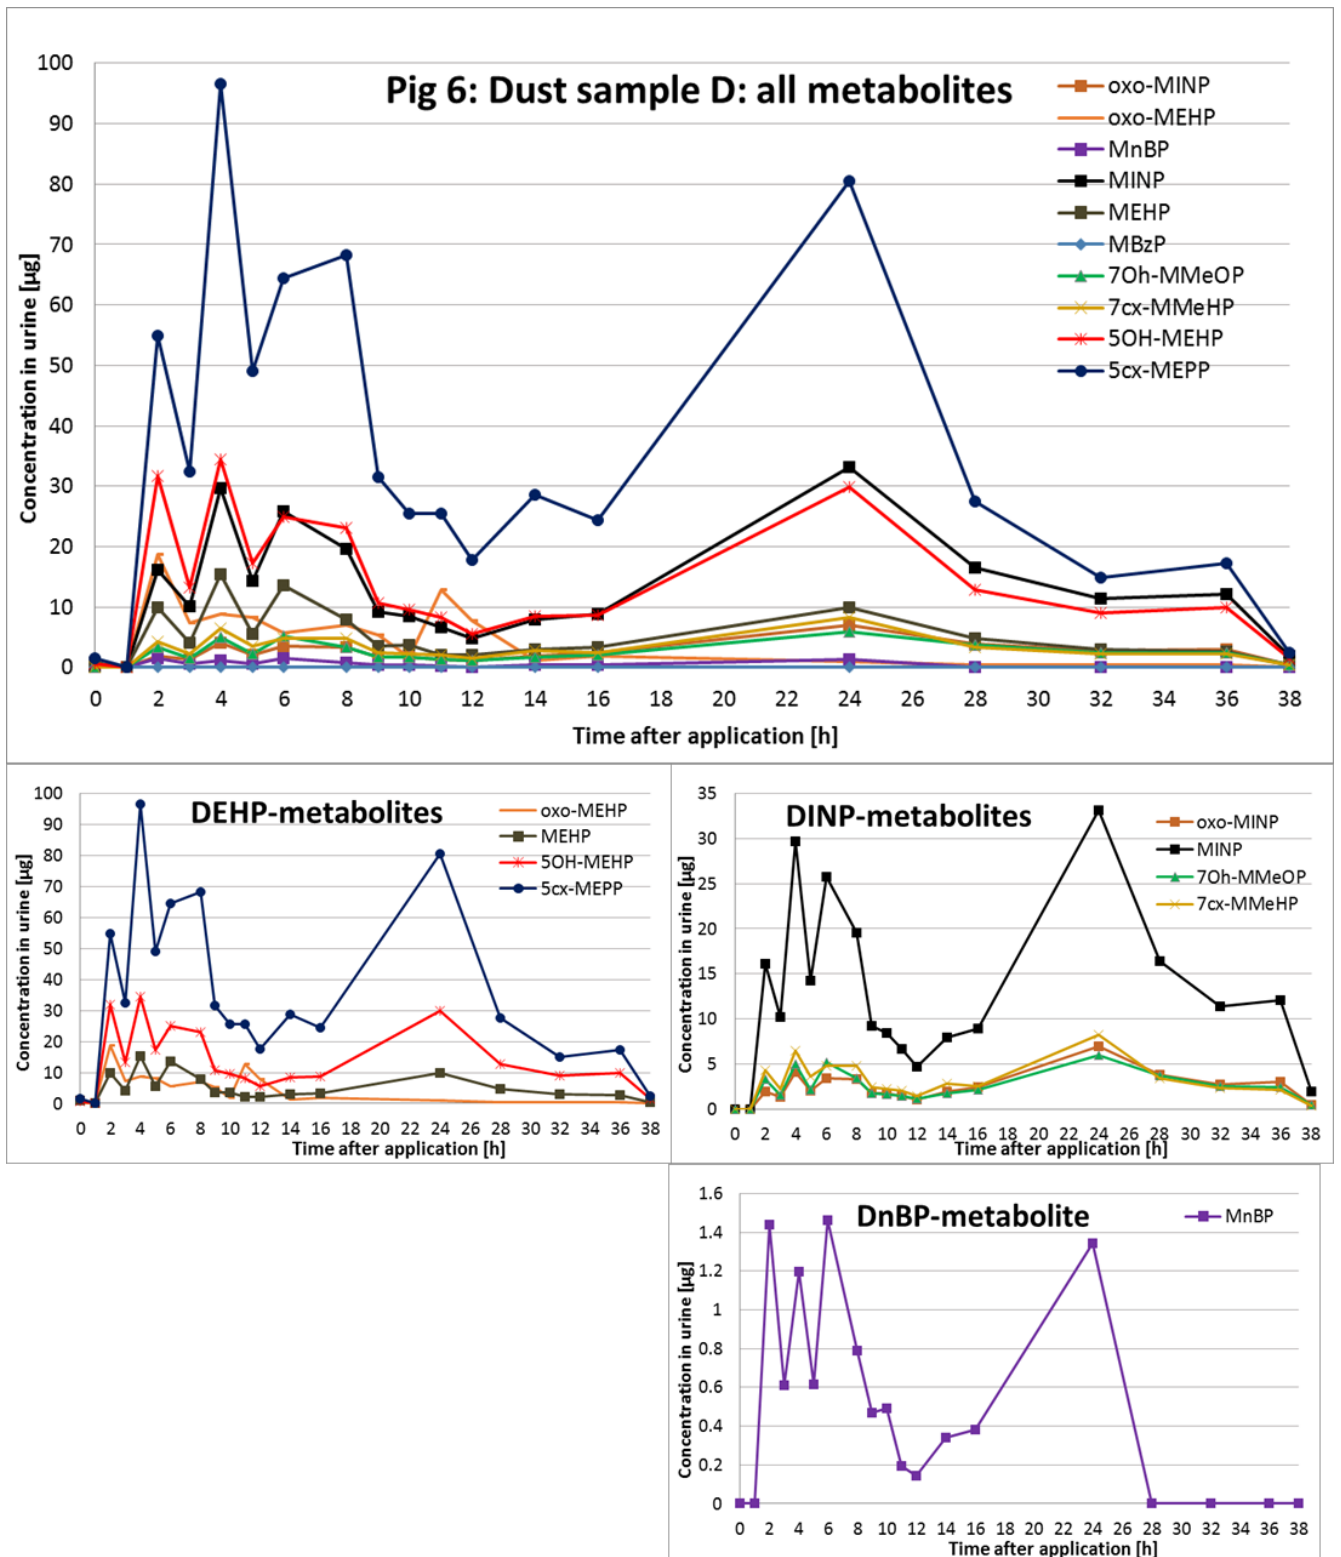 Pig 6: Dust sample D: all metabolites
Concentration in urine [µg]
100
90
80
70
60
50
40
30
20
10
0
oxo-MINP
oxo-MEHP
MnBP
MINP
MEHP
MBzP
7Oh-MMeOP
7cx-MMeHP
5OH-MEHP
5cx-MEPP
0 2 4 6 8 10 12 14 16 18 20 22 24 26 28 30 32 34 36 38
Time after application [h]
DEHP-metabolites
Concentration in urine [µg]
100
90
80
70
60
50
40
30
20
10
0
oxo-MEHP
MEHP
5OH-MEHP
5cx-MEPP
0 2 4 6 8 10 12 14 16 18 20 22 24 26 28 30 32 34 36 38
Time after application [h]
DINP-metabolites
Concentration in urine [µg]
35
30
25
20
15
10
5
0
oxo-MINP
MINP
7Oh-MMeOP
7cx-MMeHP
0 2 4 6 8 10 12 14 16 18 20 22 24 26 28 30 32 34 36 38
Time after application [h]
DnBP-metabolite
Concentration in urine [µg]
1.6
1.4
1.2
1
0.8
0.6
0.4
0.2
0
MnBP
0 2 4 6 8 10 12 14 16 18 20 22 24 26 28 30 32 34 36 38
Time after application [h]